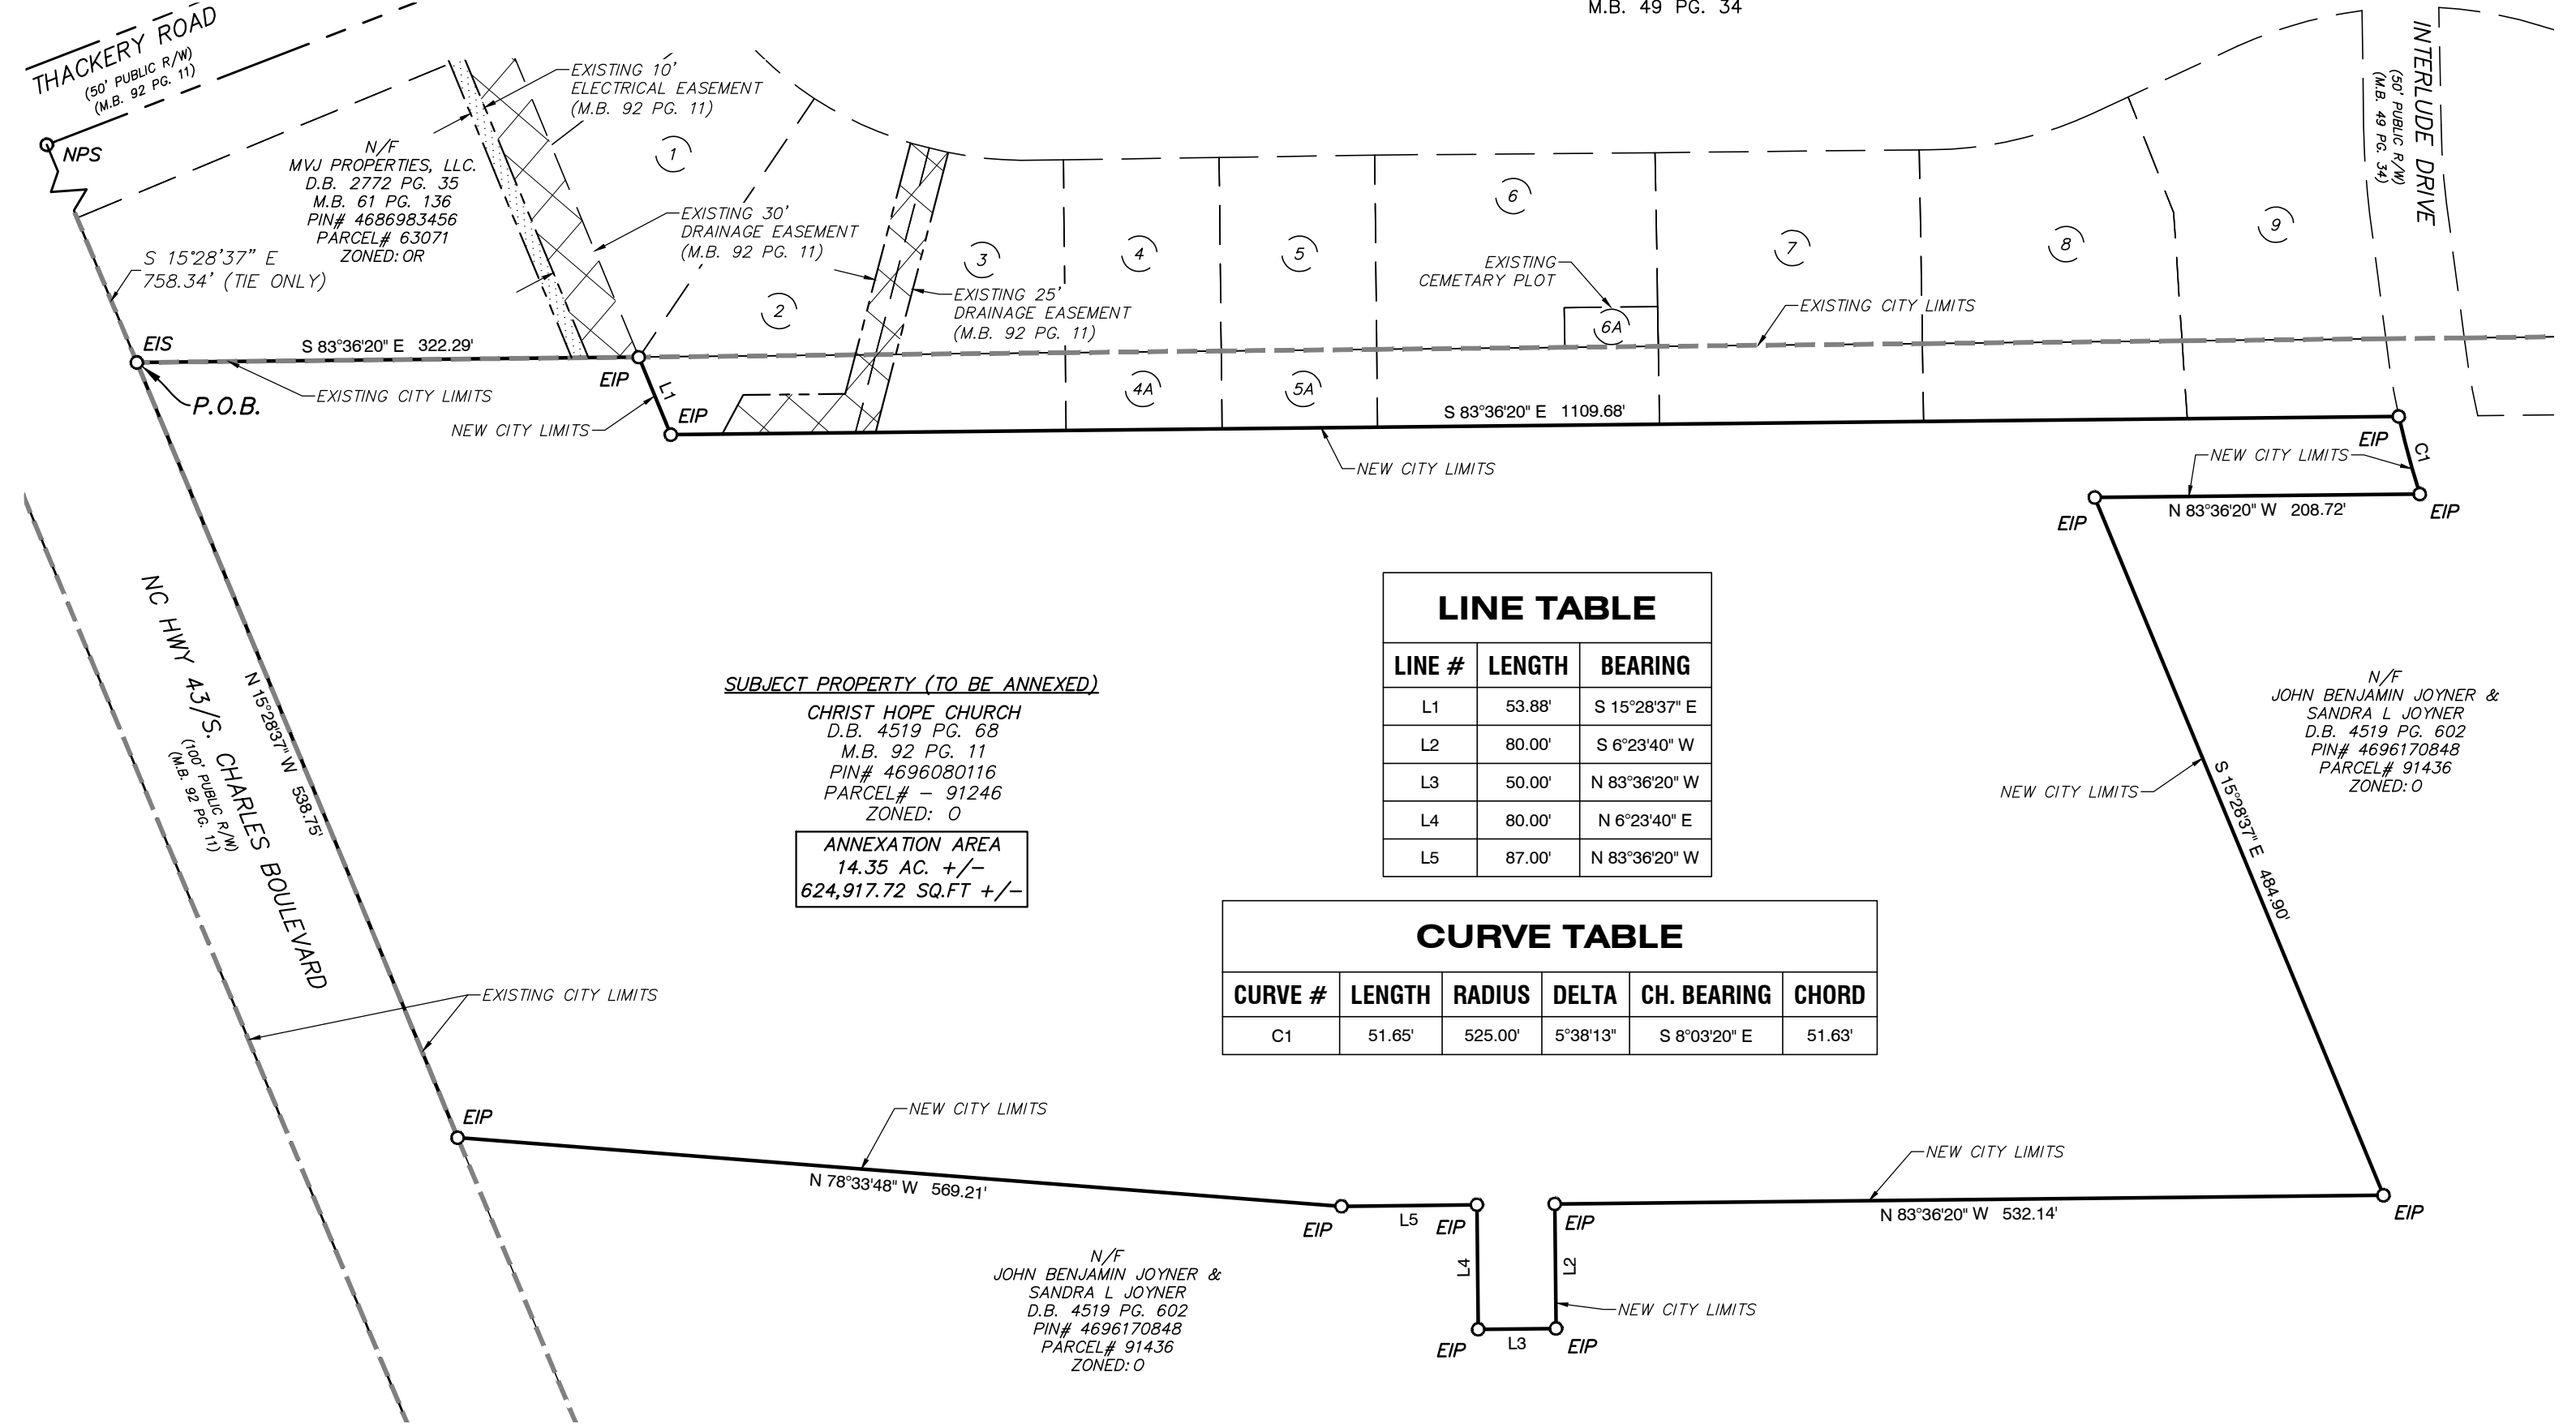 M.B. 49 PG. 34
THACKERY ROAD
(50' PUBLIC R/W)
(M.B. 92 PG. 11)
NPS
N/F
MVJ PROPERTIES, LLC.
D.B. 2772 PG. 35
M.B. 61 PG. 136
PIN# 4686983456
PARCEL# 63071
ZONED: OR
S 15°28'37" E
758.34' (TIE ONLY)
EXISTING 10'
ELECTRICAL EASEMENT
(M.B. 92 PG. 11)
1
EXISTING 30'
DRAINAGE EASEMENT
(M.B. 92 PG. 11)
2
EXISTING 25'
DRAINAGE EASEMENT
(M.B. 92 PG. 11)
3
4
5
6
7
8
9
EXISTING
CEMETARY PLOT
6A
EXISTING CITY LIMITS
INTERLUDE DRIVE
(50' PUBLIC R/W)
(M.B. 49 PG. 34)
EIS
S 83°36'20" E 322.29'
EXISTING CITY LIMITS
P.O.B.
EIP
L1
EIP
NEW CITY LIMITS
4A
5A
S 83°36'20" E 1109.68'
NEW CITY LIMITS
EIP
C1
NEW CITY LIMITS
N 83°36'20" W 208.72'
EIP
EIP
NC HWY 43/S. CHARLES BOULEVARD
(100' PUBLIC R/W)
(M.B. 92 PG. 11)
N 15°28'37" W 538.75'
SUBJECT PROPERTY (TO BE ANNEXED)
CHRIST HOPE CHURCH
D.B. 4519 PG. 68
M.B. 92 PG. 11
PIN# 4696080116
PARCEL# - 91246
ZONED: O
ANNEXATION AREA
14.35 AC. +/-
624,917.72 SQ.FT +/-
LINE TABLE
LINE # LENGTH BEARING
L1 53.88' S 15°28'37" E
L2 80.00' S 6°23'40" W
L3 50.00' N 83°36'20" W
L4 80.00' N 6°23'40" E
L5 87.00' N 83°36'20" W
CURVE TABLE
CURVE # LENGTH RADIUS DELTA CH. BEARING CHORD
C1 51.65' 525.00' 5°38'13" S 8°03'20" E 51.63'
N/F
JOHN BENJAMIN JOYNER &
SANDRA L JOYNER
D.B. 4519 PG. 602
PIN# 4696170848
PARCEL# 91436
ZONED: O
NEW CITY LIMITS
S 15°28'37" E 484.90'
EXISTING CITY LIMITS
EIP
NEW CITY LIMITS
N 78°33'48" W 569.21'
EIP
L5
EIP
EIP
NEW CITY LIMITS
N 83°36'20" W 532.14'
EIP
L4
L2
NEW CITY LIMITS
EIP
L3
EIP
N/F
JOHN BENJAMIN JOYNER &
SANDRA L JOYNER
D.B. 4519 PG. 602
PIN# 4696170848
PARCEL# 91436
ZONED: O